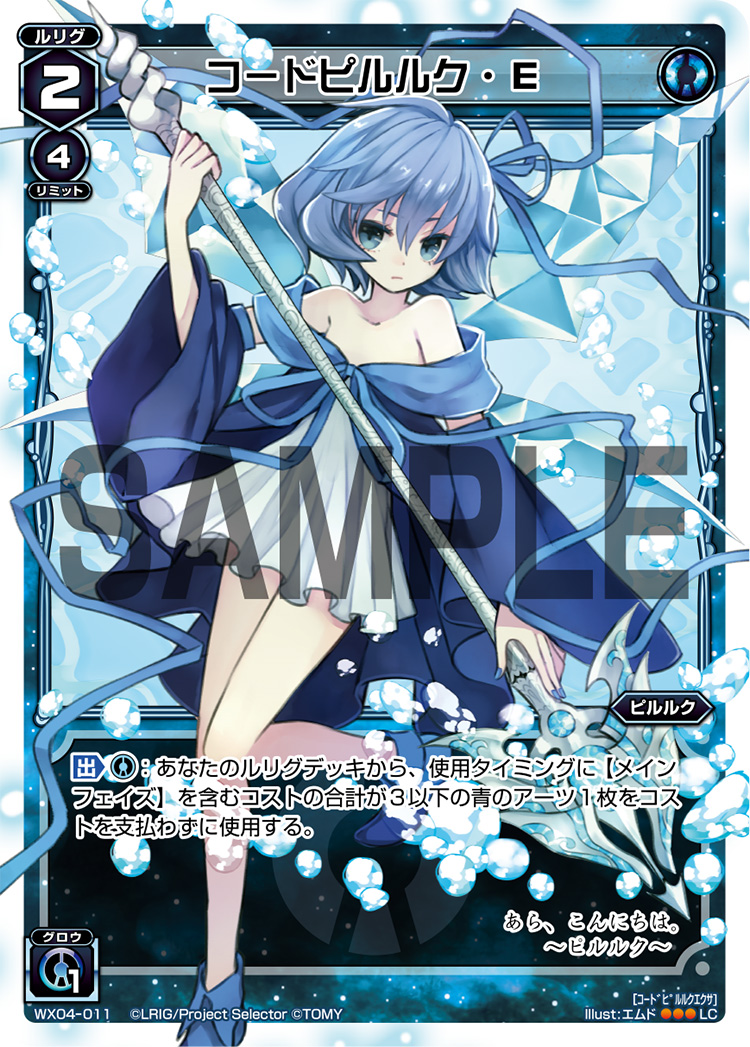 ルリグ
2
コードピルルク・E
4
リミット
SAMPLE
ピルルク
出 : あなたのルリグデッキから、使用タイミングに【メイン
フェイズ】を含むコストの合計が3以下の青のアーツ1枚をコス
トを支払わずに使用する。
あら、こんにちは。
～ピルルク～
グロウ
1
[コードピルルクエクサ]
WX04-011 ©LRIG/Project Selector ©TOMY
illust:エムド LC